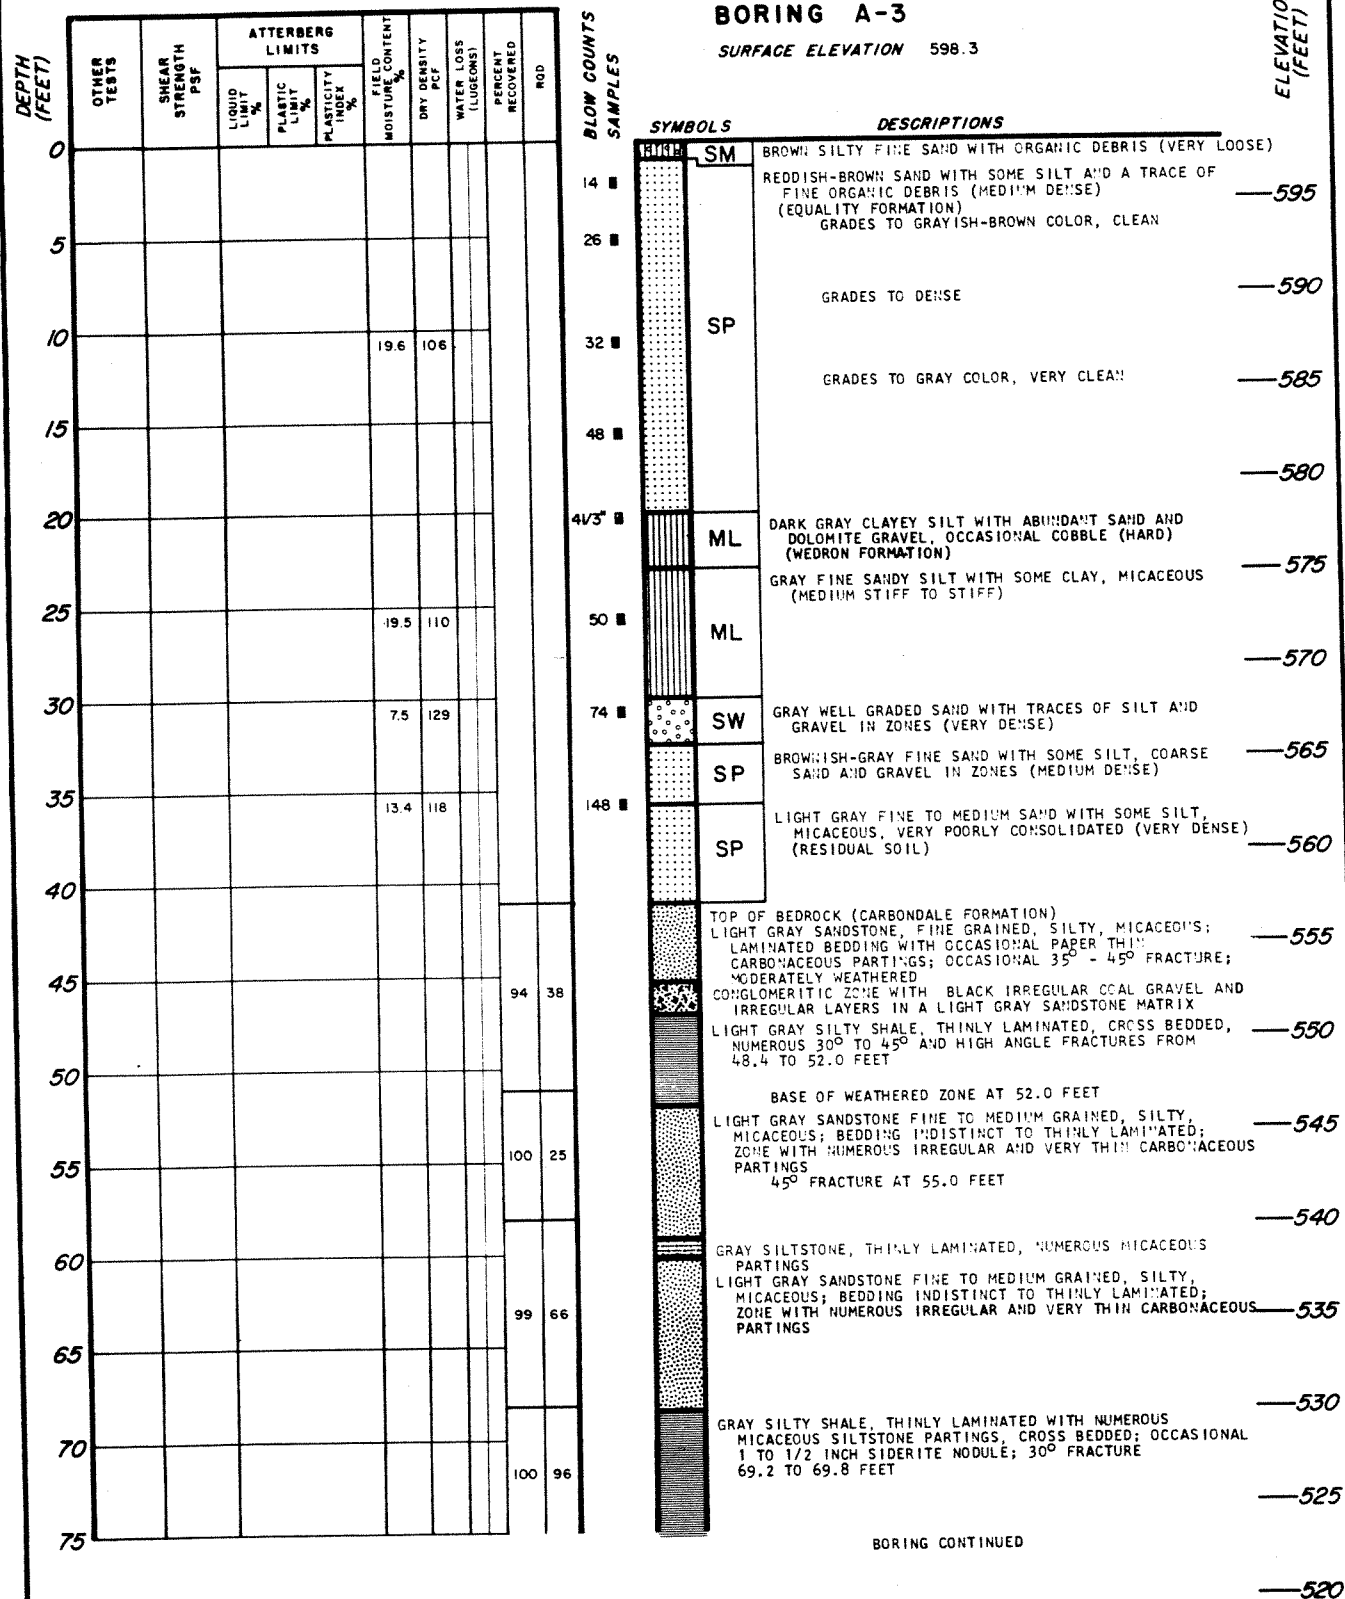 BORING A-3
SURFACE ELEVATION 598.3
DEPTH (FEET)
OTHER TESTS
SHEAR STRENGTH PSF
ATTERBERG LIMITS
LIQUID LIMIT %
PLASTIC LIMIT %
PLASTICITY INDEX %
FIELD MOISTURE CONTENT %
DRY DENSITY PCF
WATER LOSS (LUGEONS)
PERCENT RECOVERED
RQD
BLOW COUNTS
SAMPLES
SYMBOLS
DESCRIPTIONS
(FEET)
0
SM BROWN SILTY FINE SAND WITH ORGANIC DEBRIS (VERY LOOSE)
14
REDDISH-BROWN SAND WITH SOME SILT AND A TRACE OF
FINE ORGANIC DEBRIS (MEDIUM DENSE)
595
(EQUALITY FORMATION)
GRADES TO GRAYISH-BROWN COLOR, CLEAN
5
26
590
GRADES TO DENSE
SP
10
19.6 106
32
GRADES TO GRAY COLOR, VERY CLEAN
585
15
48
580
20
41/3"
ML
DARK GRAY CLAYEY SILT WITH ABUNDANT SAND AND
DOLOMITE GRAVEL, OCCASIONAL COBBLE (HARD)
(WEDRON FORMATION)
575
GRAY FINE SANDY SILT WITH SOME CLAY, MICACEOUS
(MEDIUM STIFF TO STIFF)
25
19.5 110
50
ML
570
30
7.5 129
74
SW
GRAY WELL GRADED SAND WITH TRACES OF SILT AND
GRAVEL IN ZONES (VERY DENSE)
565
SP
BROWNISH-GRAY FINE SAND WITH SOME SILT, COARSE
SAND AND GRAVEL IN ZONES (MEDIUM DENSE)
35
13.4 118
148
LIGHT GRAY FINE TO MEDIUM SAND WITH SOME SILT,
MICACEOUS, VERY POORLY CONSOLIDATED (VERY DENSE)
SP
(RESIDUAL SOIL)
560
40
TOP OF BEDROCK (CARBONDALE FORMATION)
LIGHT GRAY SANDSTONE, FINE GRAINED, SILTY, MICACEOUS;
LAMINATED BEDDING WITH OCCASIONAL PAPER THIN
555
CARBONACEOUS PARTINGS; OCCASIONAL 35° - 45° FRACTURE;
MODERATELY WEATHERED
45
94 38
CONGLOMERITIC ZONE WITH BLACK IRREGULAR COAL GRAVEL AND
IRREGULAR LAYERS IN A LIGHT GRAY SANDSTONE MATRIX
LIGHT GRAY SILTY SHALE, THINLY LAMINATED, CROSS BEDDED,
550
NUMEROUS 30° TO 45° AND HIGH ANGLE FRACTURES FROM
48.4 TO 52.0 FEET
50
BASE OF WEATHERED ZONE AT 52.0 FEET
LIGHT GRAY SANDSTONE FINE TO MEDIUM GRAINED, SILTY,
545
MICACEOUS; BEDDING INDISTINCT TO THINLY LAMINATED;
ZONE WITH NUMEROUS IRREGULAR AND VERY THIN CARBONACEOUS
PARTINGS
100 25
55
45° FRACTURE AT 55.0 FEET
540
GRAY SILTSTONE, THINLY LAMINATED, NUMEROUS MICACEOUS
PARTINGS
60
LIGHT GRAY SANDSTONE FINE TO MEDIUM GRAINED, SILTY,
MICACEOUS; BEDDING INDISTINCT TO THINLY LAMINATED;
ZONE WITH NUMEROUS IRREGULAR AND VERY THIN CARBONACEOUS
535
PARTINGS
99 66
65
530
GRAY SILTY SHALE, THINLY LAMINATED WITH NUMEROUS
MICACEOUS SILTSTONE PARTINGS, CROSS BEDDED; OCCASIONAL
1 TO 1/2 INCH SIDERITE NODULE; 30° FRACTURE
69.2 TO 69.8 FEET
70
100 96
525
75
BORING CONTINUED
520